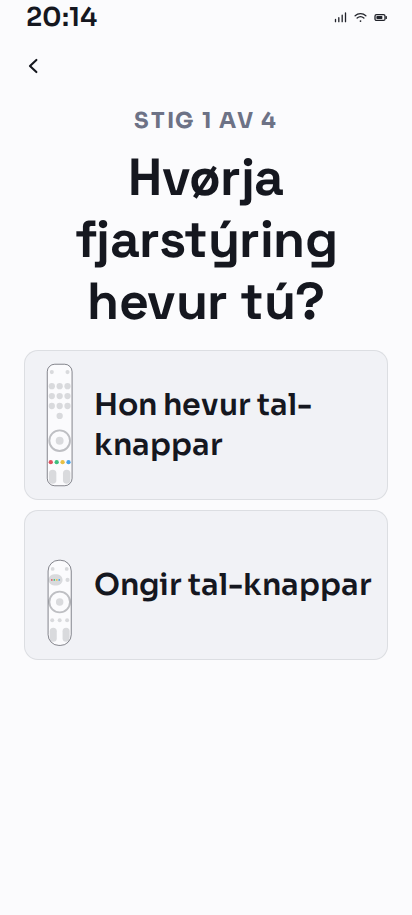 20:14
STIG 1 AV 4
Hvørja
fjarstýring
hevur tú?
Hon hevur tal-
knappar
Ongir tal-knappar